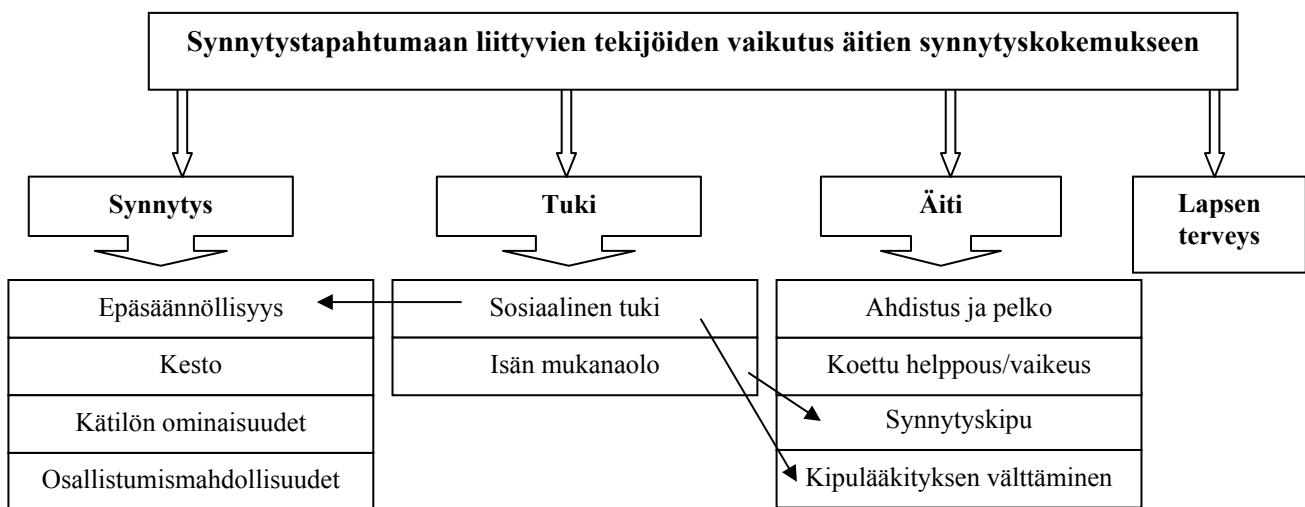 Synnytystapahtumaan liittyvien tekijöiden vaikutus äitien synnytyskokemukseen
Synnytys
Tuki
Äiti
Lapsen
terveys
Epäsäännöllisyys
Kesto
Kätilön ominaisuudet
Osallistumismahdollisuudet
Sosiaalinen tuki
Isän mukanaolo
Ahdistus ja pelko
Koettu helppous/vaikeus
Synnytyskipu
Kipulääkityksen välttäminen